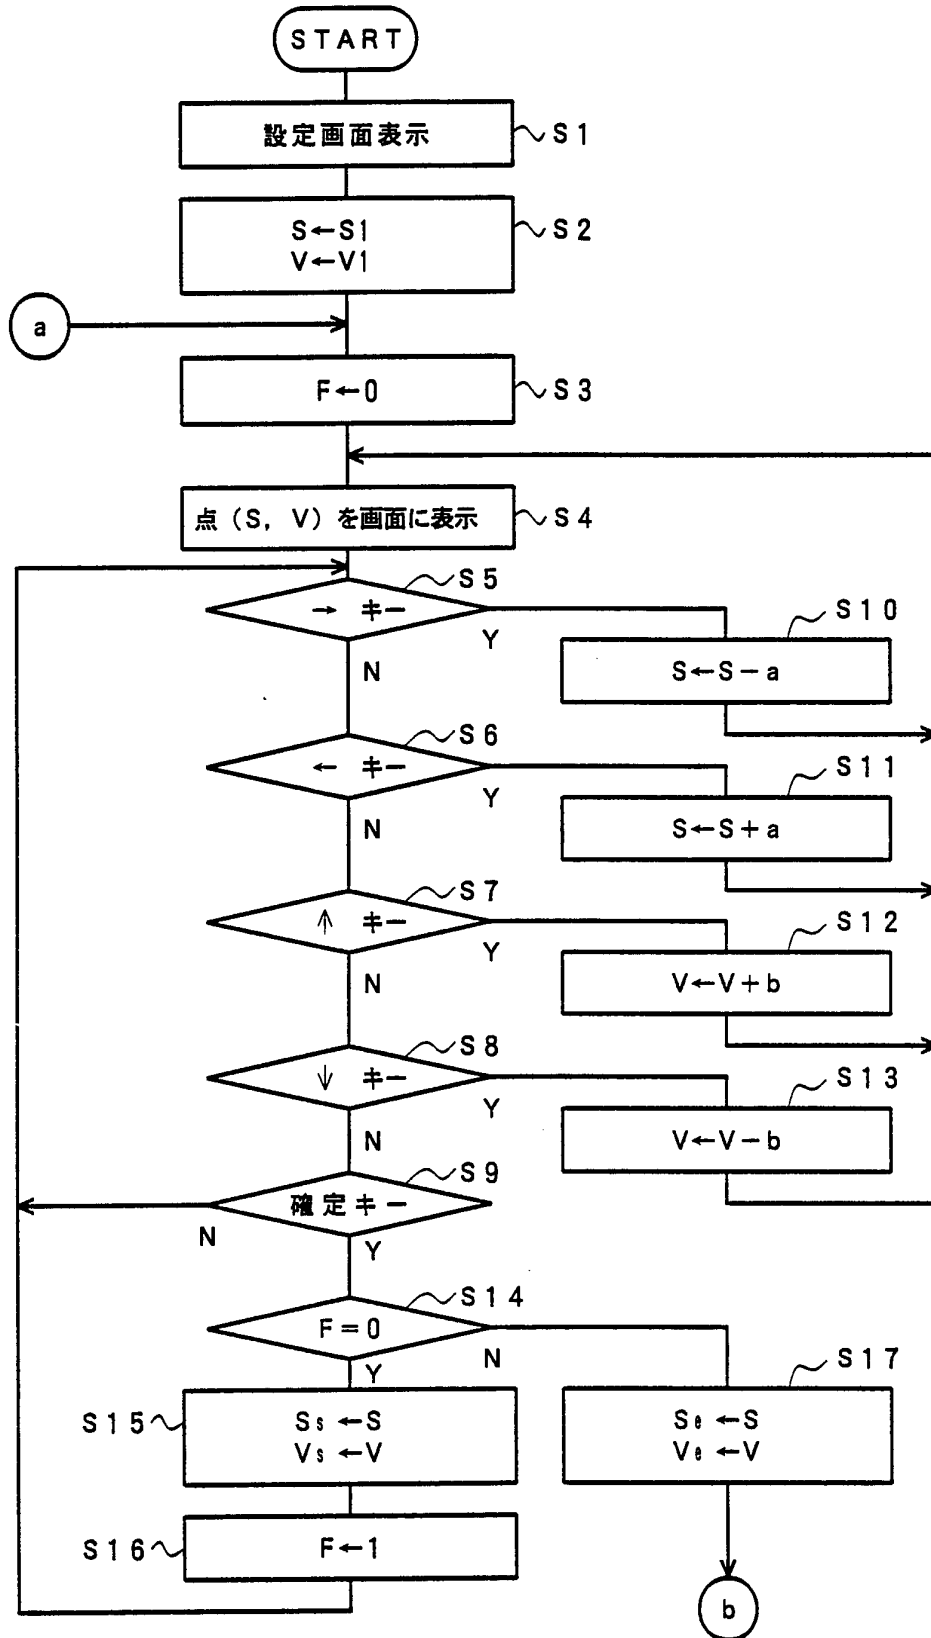 START
設定画面表示
S1
S←S1
V←V1
S2
a
F←0
S3
点(S, V)を画面に表示
S4
→ キー
S5
Y
N
S←S-a
S10
← キー
S6
Y
N
S←S+a
S11
↑ キー
S7
Y
N
V←V+b
S12
↓ キー
S8
Y
N
V←V-b
S13
確定キー
S9
N
Y
F=0
S14
N
Y
S15
Ss←S
Vs←V
Se←S
Ve←V
S17
S16
F←1
b